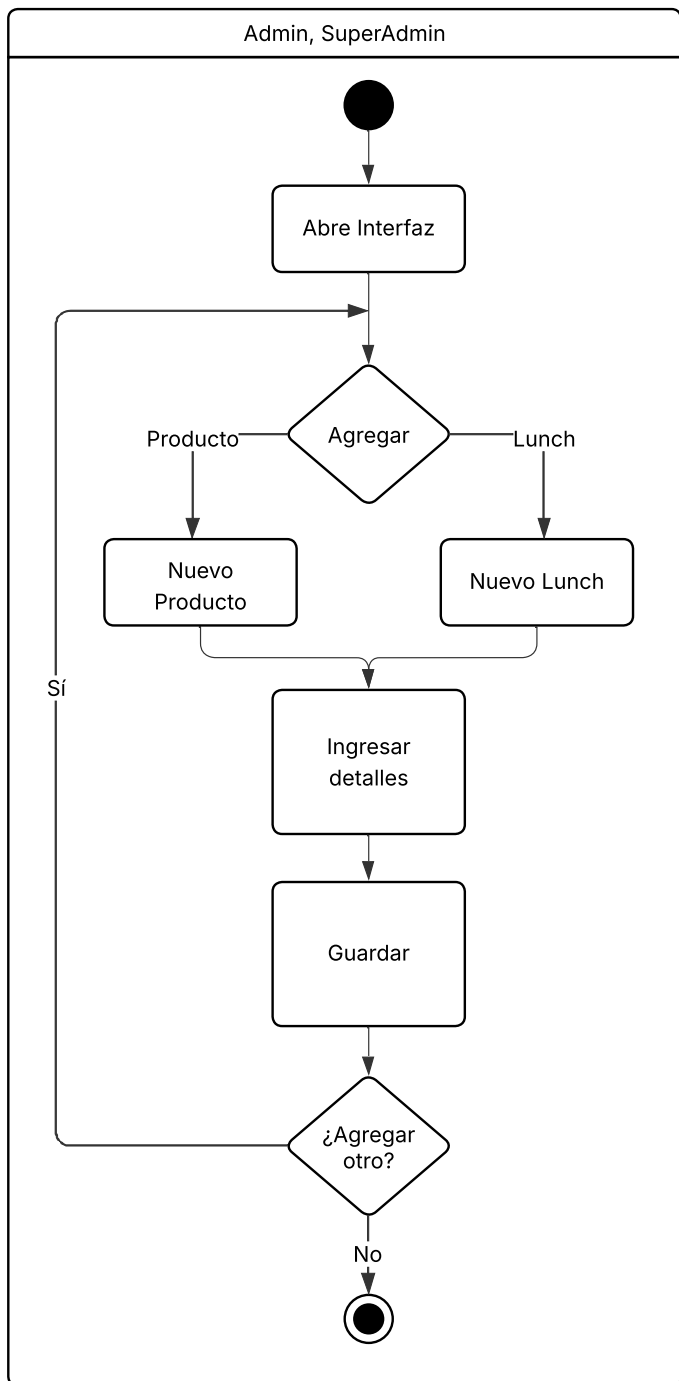 Admin, SuperAdmin
Abre Interfaz
Agregar
Producto
Lunch
Nuevo
Producto
Nuevo Lunch
Sí
Ingresar
detalles
Guardar
¿Agregar
otro?
No